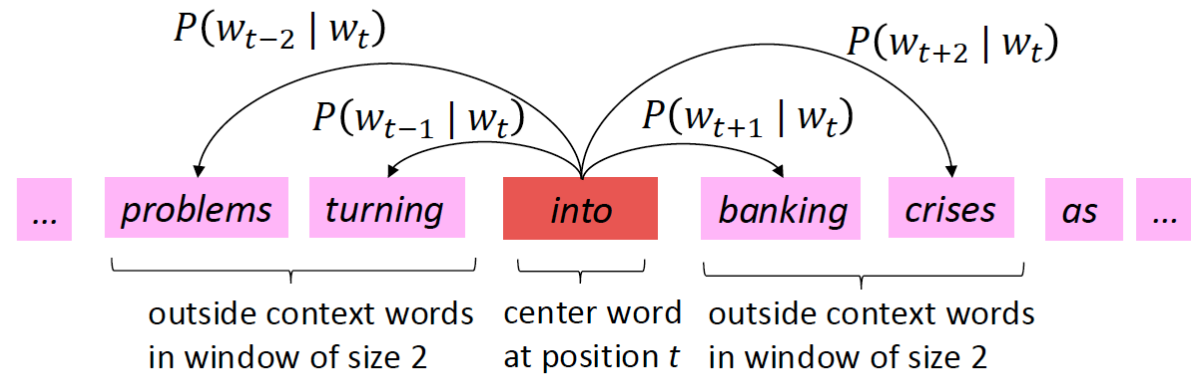 P(w_{t−2} | w_t)
P(w_{t+2} | w_t)
P(w_{t−1} | w_t)
P(w_{t+1} | w_t)
... problems turning into banking crises as ...
outside context words
in window of size 2
center word
at position t
outside context words
in window of size 2